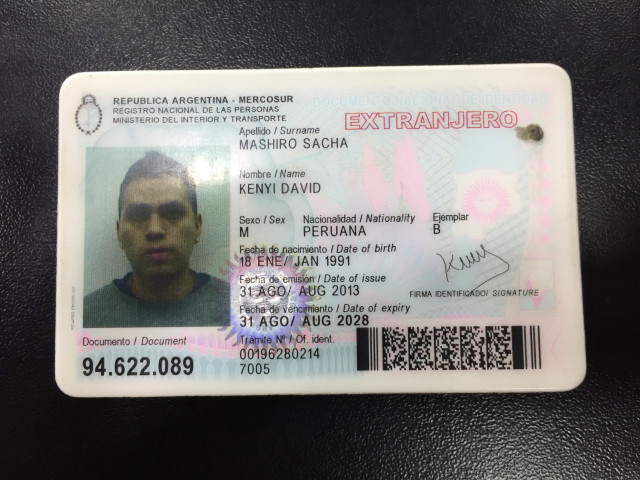 REPUBLICA ARGENTINA - MERCOSUR
REGISTRO NACIONAL DE LAS PERSONAS
MINISTERIO DEL INTERIOR Y TRANSPORTE
DOCUMENTO NACIONAL DE IDENTIDAD
EXTRANJERO
Apellido / Surname
MASHIRO SACHA
Nombre / Name
KENYI DAVID
Sexo / Sex Nacionalidad / Nationality Ejemplar
M PERUANA B
Fecha de nacimiento / Date of birth
18 ENE/ JAN 1991
Fecha de emisión / Date of issue
31 AGO/ AUG 2013
FIRMA IDENTIFICADO/ SIGNATURE
Fecha de vencimiento / Date of expiry
31 AGO/ AUG 2028
Documento / Document
94.622.089
Trámite Nº / Of. ident.
00196280214
7005